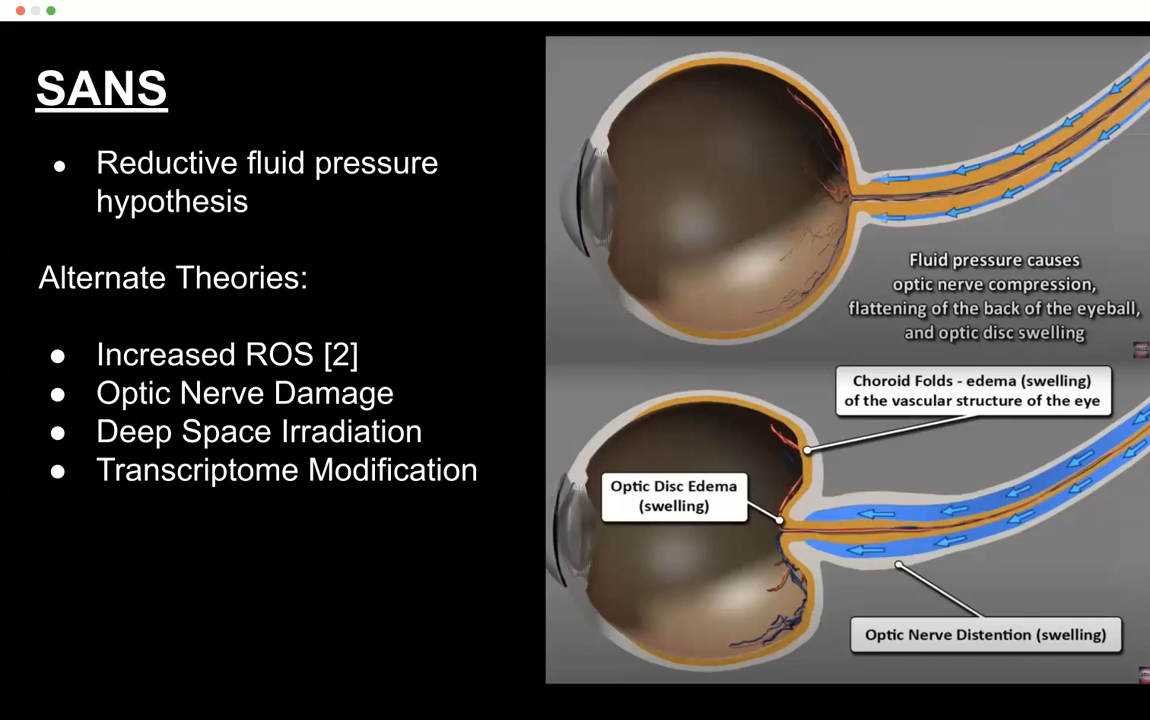 SANS
● Reductive fluid pressure
hypothesis
Alternate Theories:
● Increased ROS [2]
● Optic Nerve Damage
● Deep Space Irradiation
● Transcriptome Modification
Fluid pressure causes
optic nerve compression,
flattening of the back of the eyeball,
and optic disc swelling
Choroid Folds - edema (swelling)
of the vascular structure of the eye
Optic Disc Edema
(swelling)
Optic Nerve Distention (swelling)